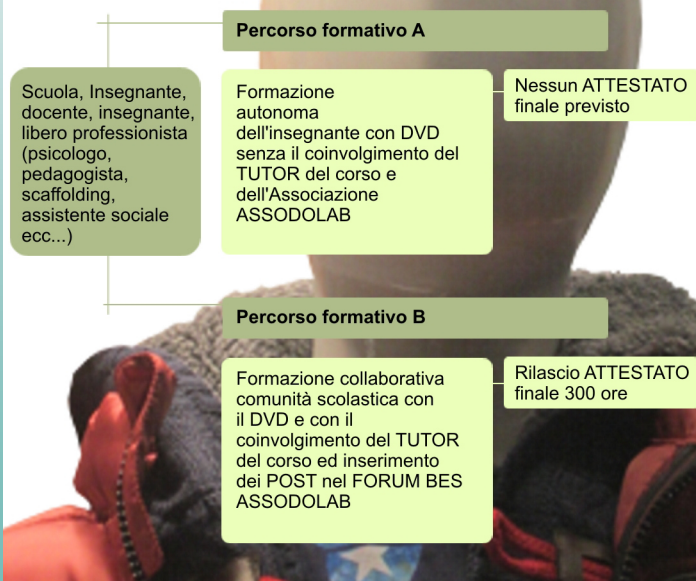 Percorso formativo A
Scuola, Insegnante,
docente, insegnante,
libero professionista
(psicologo,
pedagogista,
scaffolding,
assistente sociale
ecc...)
Formazione
autonoma
dell'insegnante con DVD
senza il coinvolgimento del
TUTOR del corso e
dell'Associazione
ASSODOLAB
Nessun ATTESTATO
finale previsto
Percorso formativo B
Formazione collaborativa
comunità scolastica con
il DVD e con il
coinvolgimento del TUTOR
del corso ed inserimento
dei POST nel FORUM BES
ASSODOLAB
Rilascio ATTESTATO
finale 300 ore